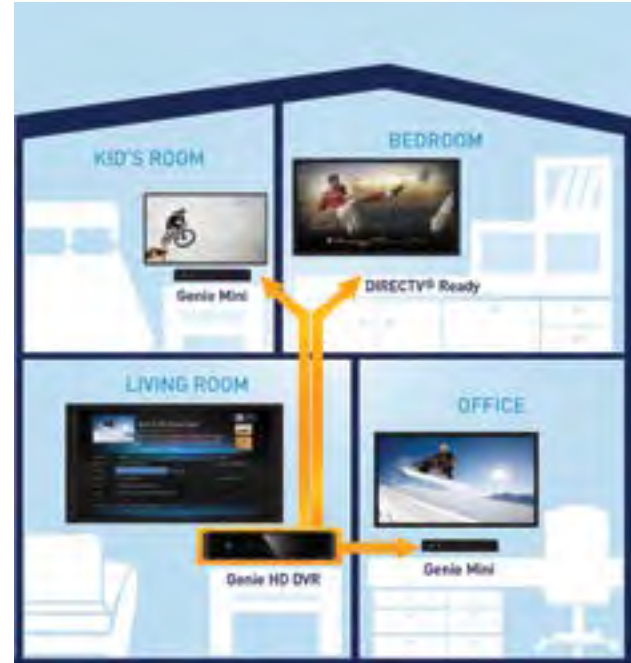 KID'S ROOM
BEDROOM
Genie Mini
DIRECTV® Ready
LIVING ROOM
OFFICE
Genie HD DVR
Genie Mini